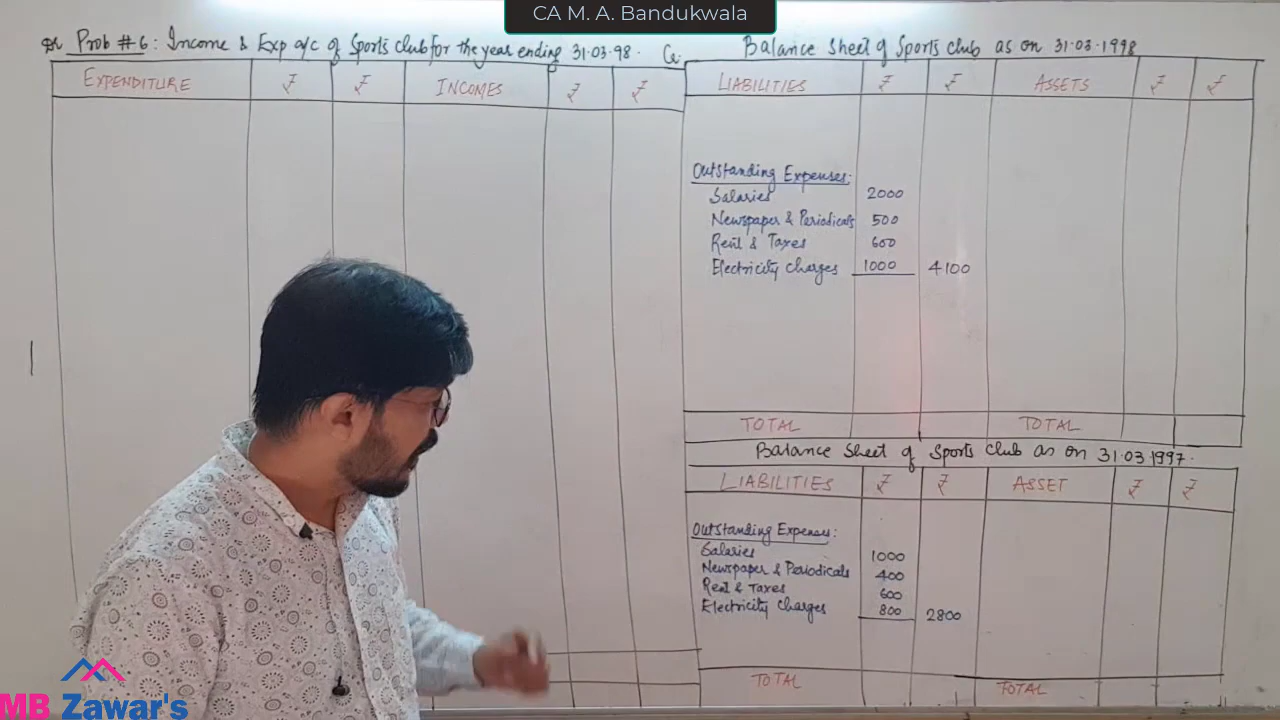 CA M. A. Bandukwala
Dr Prob #6: Income & Exp a/c of Sports club for the year ending 31.03.98. Cr.
EXPENDITURE ₹ ₹ INCOMES ₹ ₹
Balance Sheet of Sports club as on 31.03.1998
LIABILITIES ₹ ₹ ASSETS ₹ ₹
Outstanding Expenses:
Salaries 2000
Newspaper & Periodicals 500
Rent & Taxes 600
Electricity Charges 1000 4100
TOTAL TOTAL
Balance Sheet of Sports Club as on 31.03.1997.
LIABILITIES ₹ ₹ ASSET ₹ ₹
Outstanding Expenses:
Salaries 1000
Newspaper & Periodicals 400
Rent & Taxes 600
Electricity Charges 800 2800
TOTAL TOTAL
MB Zawar's